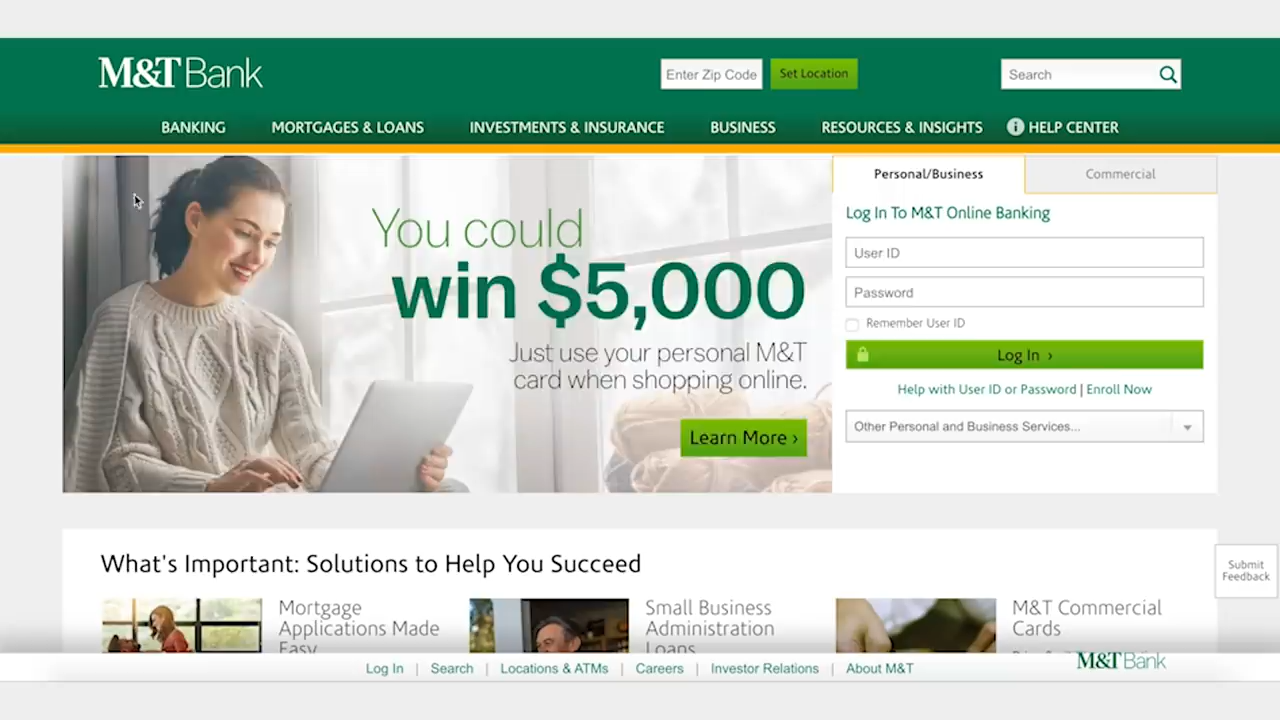 M&T Bank
Enter Zip Code
Set Location
Search
BANKING
MORTGAGES & LOANS
INVESTMENTS & INSURANCE
BUSINESS
RESOURCES & INSIGHTS
i HELP CENTER
You could
win $5,000
Just use your personal M&T
card when shopping online.
Learn More ›
Personal/Business
Commercial
Log In To M&T Online Banking
User ID
Password
Remember User ID
Log In ›
Help with User ID or Password | Enroll Now
Other Personal and Business Services...
What's Important: Solutions to Help You Succeed
Mortgage
Applications Made
Easy
Small Business
Administration
Loans
M&T Commercial
Cards
Submit
Feedback
Log In | Search | Locations & ATMs | Careers | Investor Relations | About M&T
M&T Bank